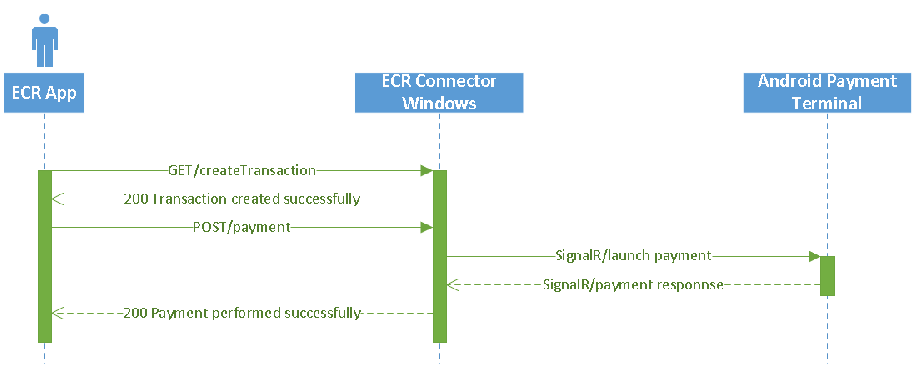 ECR App
ECR Connector
Windows
Android Payment
Terminal
GET/createTransaction
200 Transaction created successfully
POST/payment
SignalR/launch payment
SignalR/payment responnse
200 Payment performed successfully